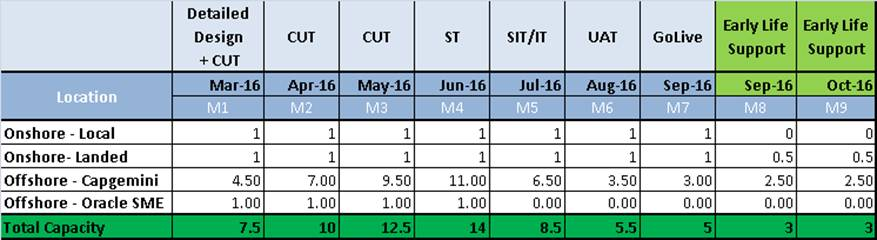 Detailed Design + CUT CUT CUT ST SIT/IT UAT GoLive Early Life Support Early Life Support
Location Mar-16 Apr-16 May-16 Jun-16 Jul-16 Aug-16 Sep-16 Sep-16 Oct-16
M1 M2 M3 M4 M5 M6 M7 M8 M9
Onshore - Local 1 1 1 1 1 1 1 0 0
Onshore- Landed 1 1 1 1 1 1 1 0.5 0.5
Offshore - Capgemini 4.50 7.00 9.50 11.00 6.50 3.50 3.00 2.50 2.50
Offshore - Oracle SME 1.00 1.00 1.00 1.00 0.00 0.00 0.00 0.00 0.00
Total Capacity 7.5 10 12.5 14 8.5 5.5 5 3 3